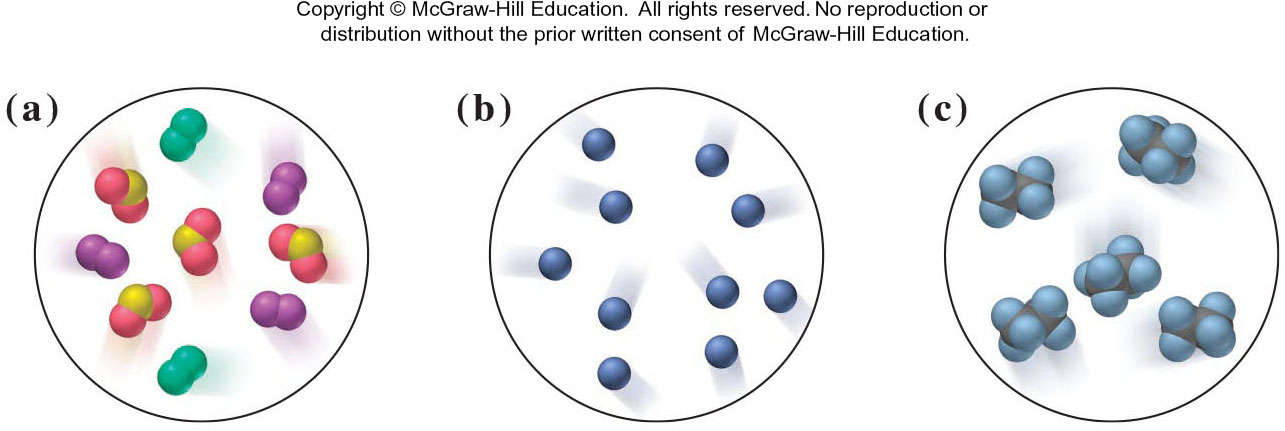 Copyright © McGraw-Hill Education. All rights reserved. No reproduction or
distribution without the prior written consent of McGraw-Hill Education.
(a)
(b)
(c)